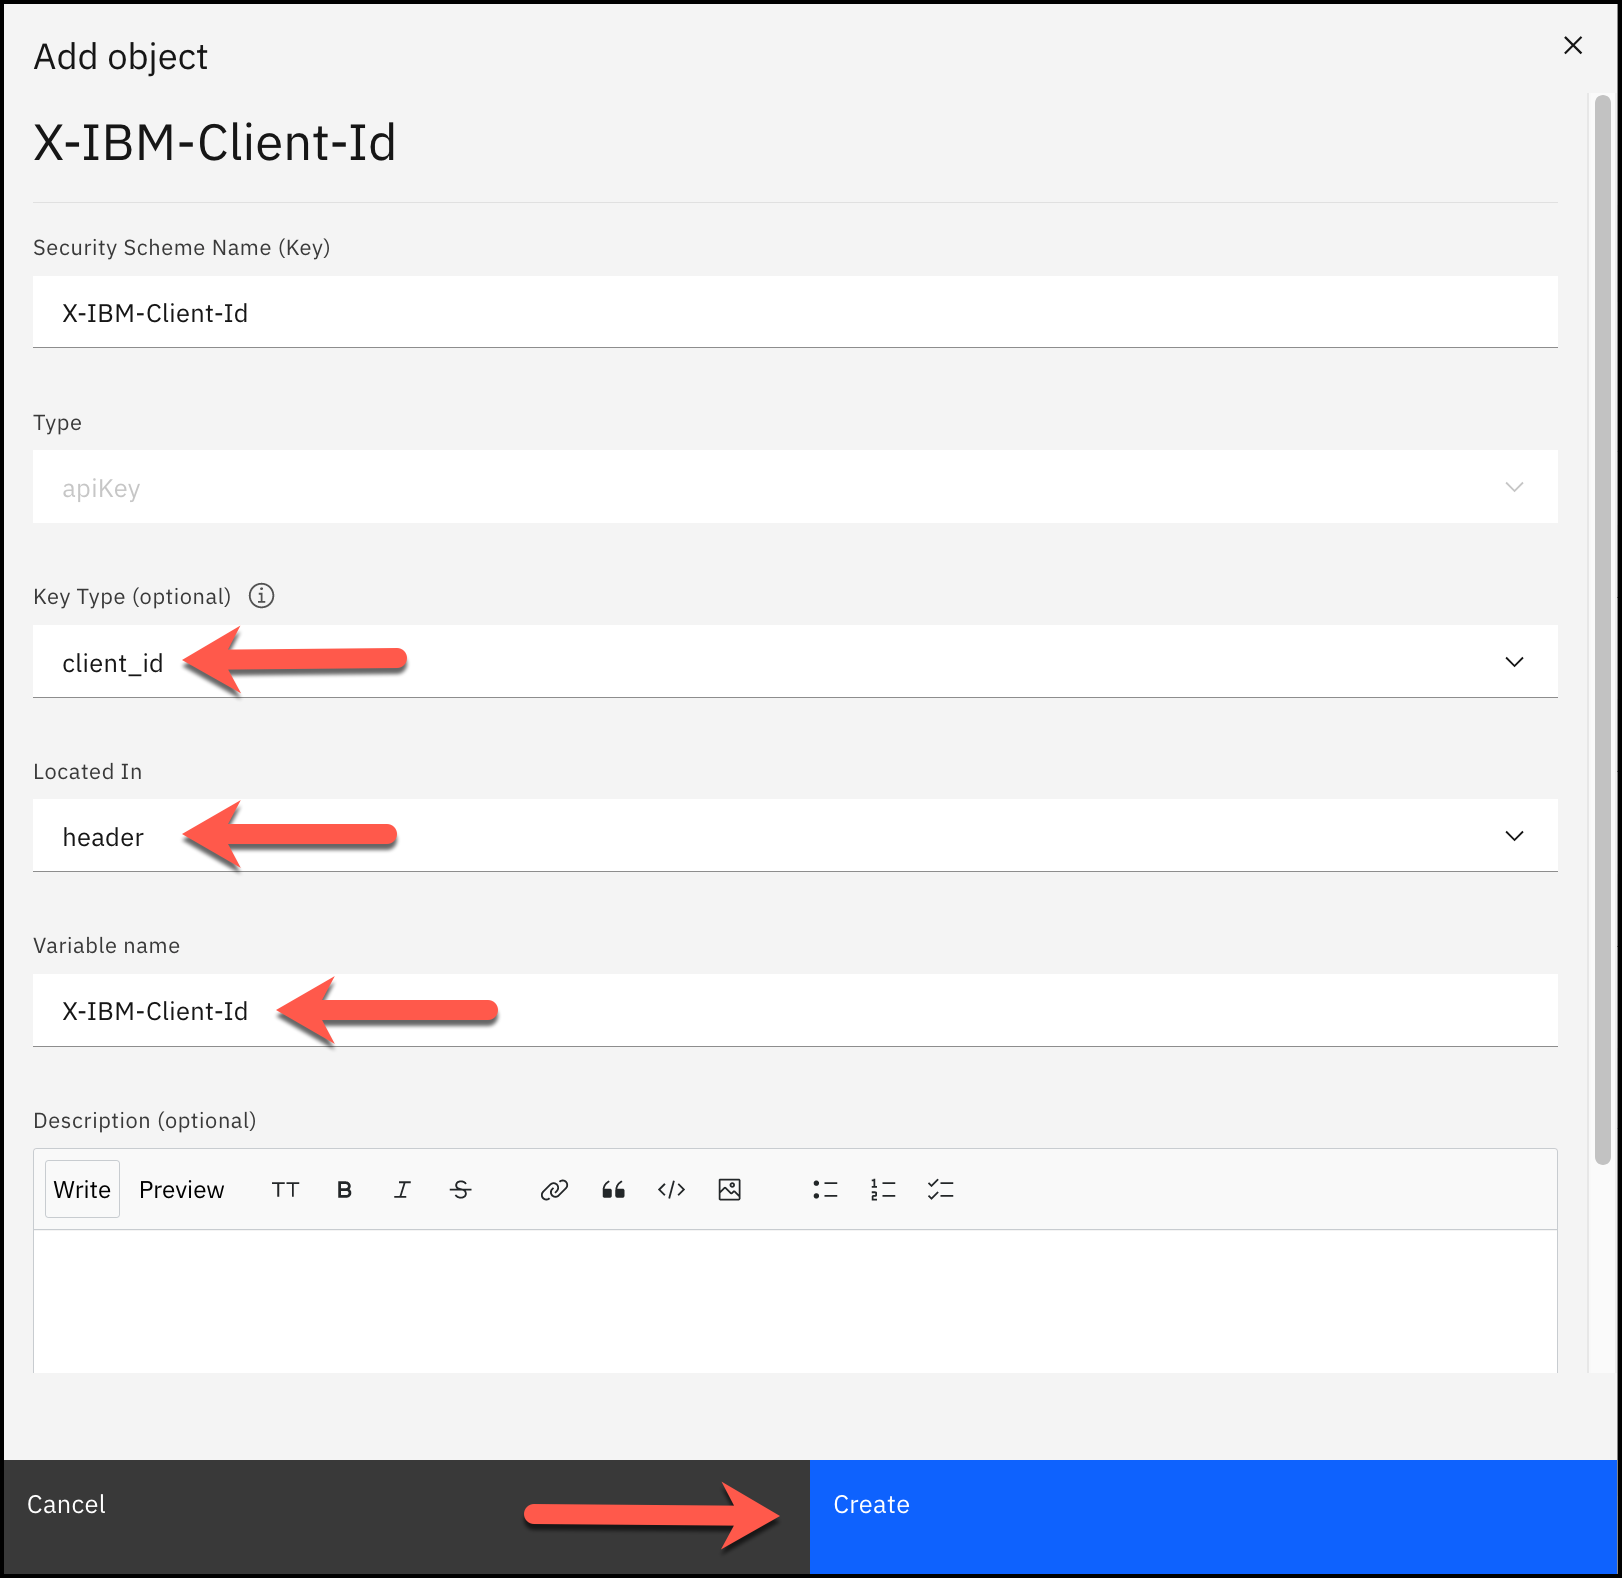 Add object
X-IBM-Client-Id
Security Scheme Name (Key)
X-IBM-Client-Id
Type
apiKey
Key Type (optional)
client_id
Located In
header
Variable name
X-IBM-Client-Id
Description (optional)
Write Preview TT B I S
Cancel Create